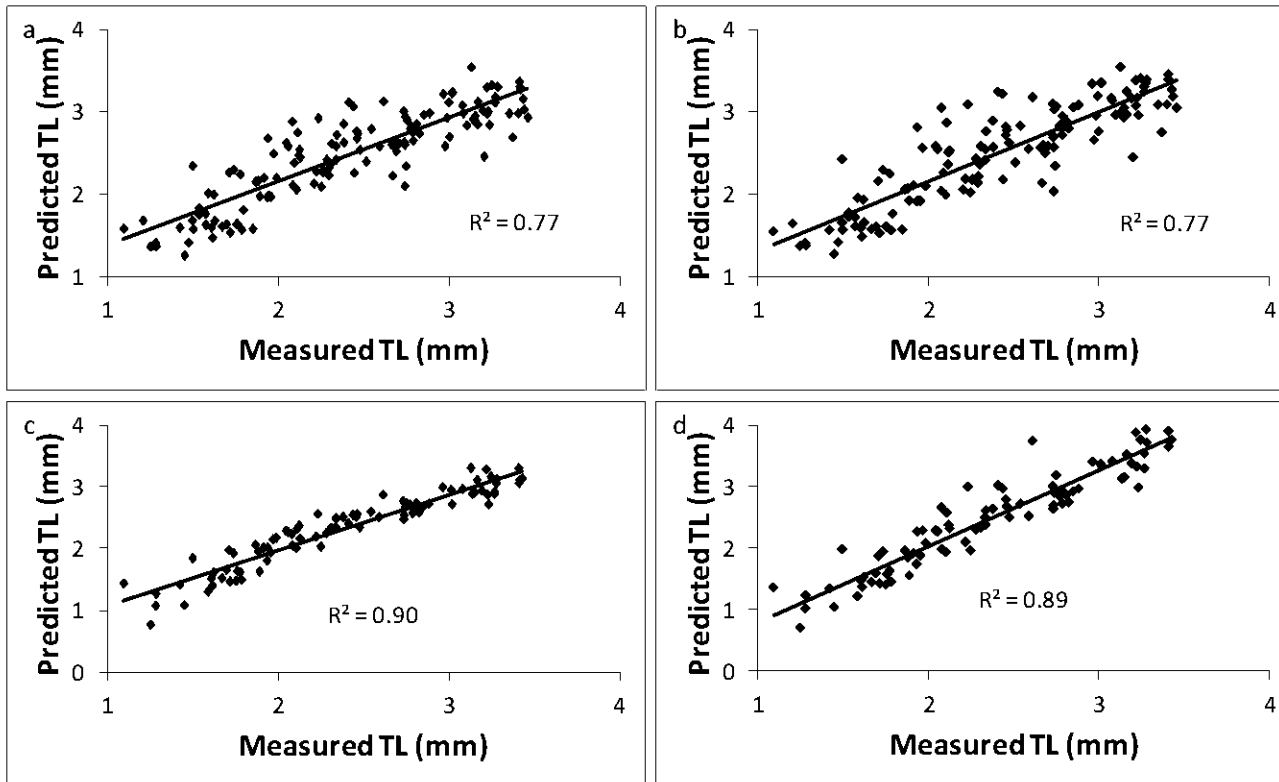 a
Predicted TL (mm)
4
3
2
1
R² = 0.77
1 2 3 4
Measured TL (mm)
b
Predicted TL (mm)
4
3
2
1
R² = 0.77
1 2 3 4
Measured TL (mm)
c
Predicted TL (mm)
4
3
2
1
0
R² = 0.90
1 2 3 4
Measured TL (mm)
d
Predicted TL (mm)
4
3
2
1
0
R² = 0.89
1 2 3 4
Measured TL (mm)